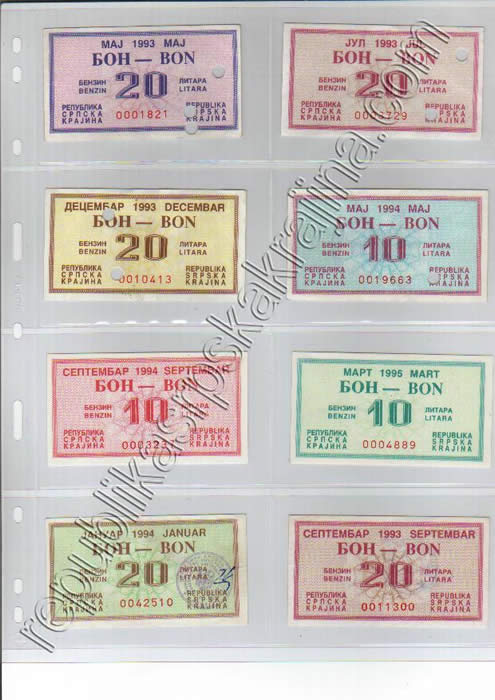 МАЈ 1993 МАЈ
БОН — BON
БЕНЗИН 20 ЛИТАРА
BENZIN LITARA
РЕПУБЛИКА REPUBLIKA
СРПСКА SRPSKA
КРАЈИНА 0001821 KRAJINA
ЈУЛ 1993 JUL
БОН — BON
БЕНЗИН 20 ЛИТАРА
BENZIN LITARA
РЕПУБЛИКА REPUBLIKA
СРПСКА SRPSKA
КРАЈИНА KRAJINA
ДЕЦЕМБАР 1993 DECEMBAR
БОН — BON
БЕНЗИН 20 ЛИТАРА
BENZIN LITARA
РЕПУБЛИКА REPUBLIKA
СРПСКА SRPSKA
КРАЈИНА 0010413 KRAJINA
МАЈ 1994 МАЈ
БОН — BON
БЕНЗИН 10 ЛИТАРА
BENZIN LITARA
РЕПУБЛИКА REPUBLIKA
СРПСКА SRPSKA
КРАЈИНА 0019663 KRAJINA
СЕПТЕМБАР 1994 SEPTEMBAR
БОН — BON
БЕНЗИН 10 ЛИТАРА
BENZIN LITARA
РЕПУБЛИКА REPUBLIKA
СРПСКА SRPSKA
КРАЈИНА KRAJINA
МАРТ 1995 MART
БОН — BON
БЕНЗИН 10 ЛИТАРА
BENZIN LITARA
РЕПУБЛИКА REPUBLIKA
СРПСКА SRPSKA
КРАЈИНА 0004889 KRAJINA
ЈАНУАР 1994 JANUAR
БОН — BON
БЕНЗИН 20 ЛИТАРА
BENZIN LITARA
РЕПУБЛИКА REPUBLIKA
СРПСКА SRPSKA
КРАЈИНА 0042510 KRAJINA
СЕПТЕМБАР 1993 SEPTEMBAR
БОН — BON
БЕНЗИН 20 ЛИТАРА
BENZIN LITARA
РЕПУБЛИКА REPUBLIKA
СРПСКА SRPSKA
КРАЈИНА 0011300 KRAJINA
republikasrpskakrajina.com